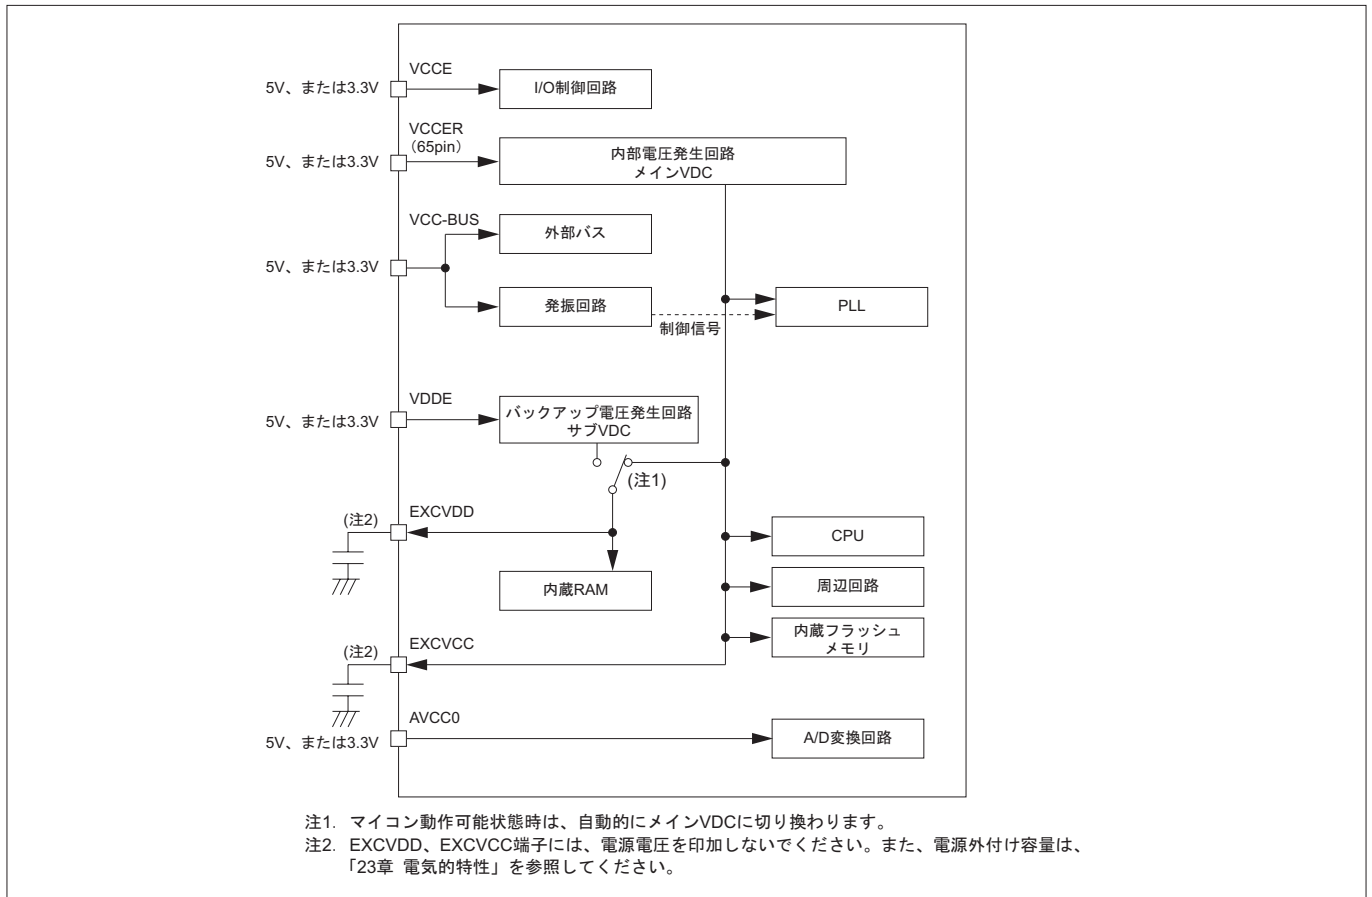 VCCE
5V、または3.3V
I/O制御回路
VCCER
（65pin）
5V、または3.3V
内部電圧発生回路
メインVDC
VCC-BUS
外部バス
5V、または3.3V
発振回路
PLL
制御信号
VDDE
5V、または3.3V
バックアップ電圧発生回路
サブVDC
(注1)
EXCVDD
(注2)
CPU
内蔵RAM
周辺回路
内蔵フラッシュ
メモリ
EXCVCC
(注2)
AVCC0
5V、または3.3V
A/D変換回路
注1. マイコン動作可能状態時は、自動的にメインVDCに切り換わります。
注2. EXCVDD、EXCVCC端子には、電源電圧を印加しないでください。また、電源外付け容量は、
「23章 電気的特性」を参照してください。